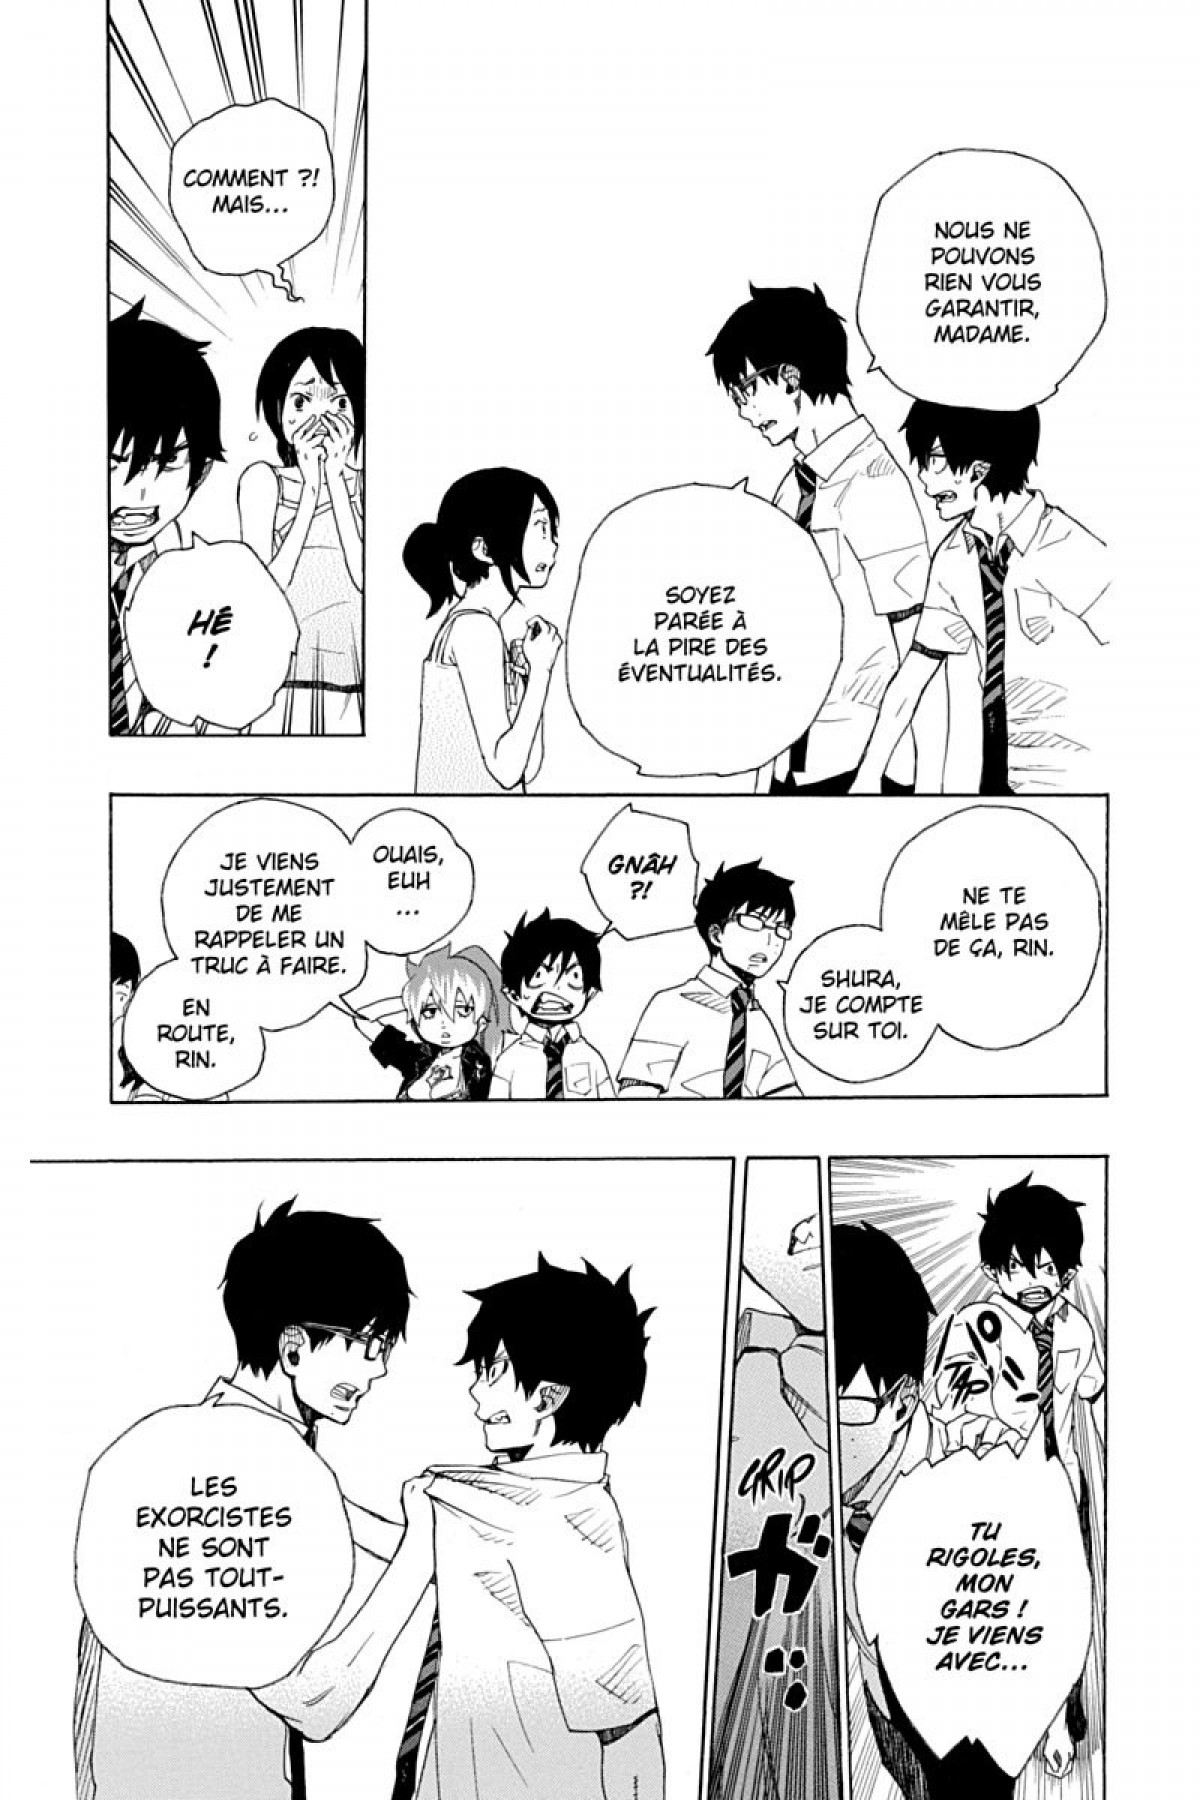 NOUS NE
POUVONS
RIEN VOUS
GARANTIR,
MADAME.
SOYEZ
PARÉE À
LA PIRE DES
ÉVENTUALITÉS.
COMMENT ?!
MAIS...
HÉ
!
NE TE
MÊLE PAS
DE ÇA, RIN.
SHURA,
JE COMPTE
SUR TOI.
GNÂH
?!
OUAIS,
EUH
...
JE VIENS
JUSTEMENT
DE ME
RAPPELER UN
TRUC À FAIRE.
EN
ROUTE,
RIN.
TAP
TU
RIGOLES,
MON
GARS !
JE VIENS
AVEC...
GRIP
ガ
LES
EXORCISTES
NE SONT
PAS TOUT-
PUISSANTS.